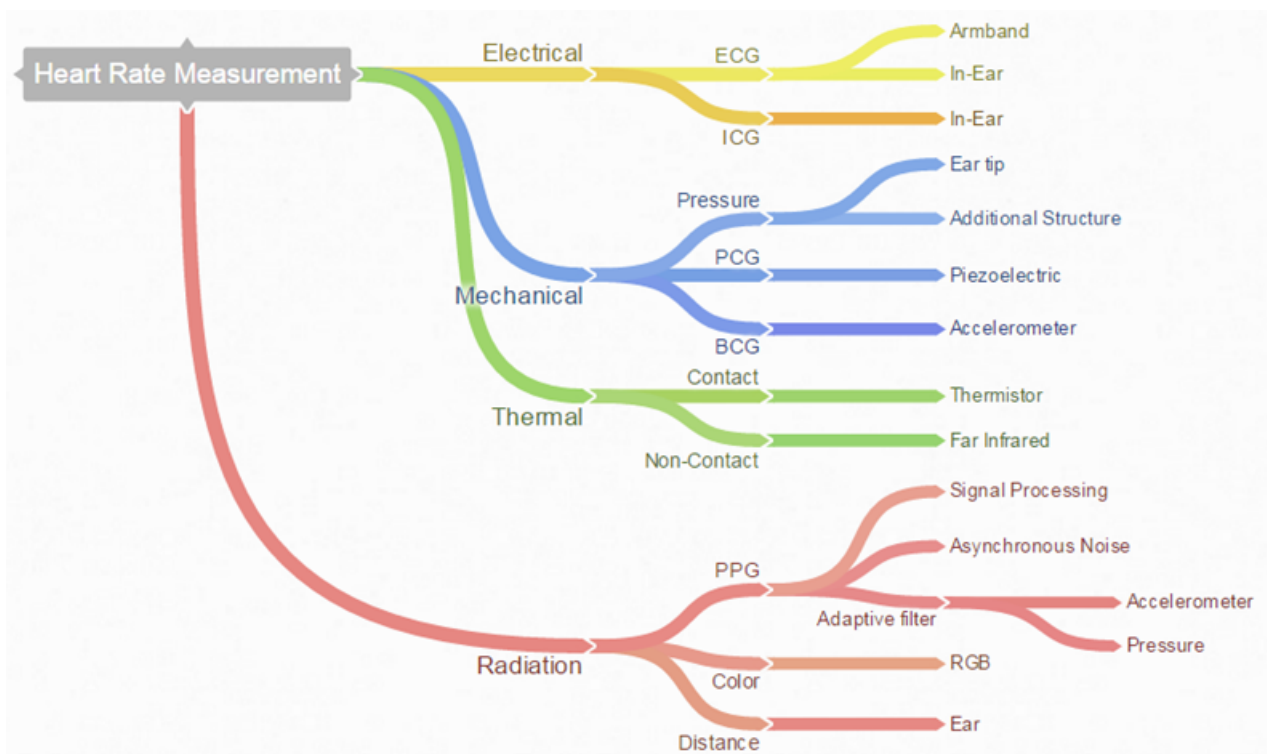 Heart Rate Measurement
Electrical
ECG
Armband
In-Ear
ICG
In-Ear
Mechanical
Pressure
Ear tip
Additional Structure
PCG
Piezoelectric
BCG
Accelerometer
Thermal
Contact
Thermistor
Non-Contact
Far Infrared
Radiation
PPG
Signal Processing
Asynchronous Noise
Adaptive filter
Accelerometer
Pressure
Color
RGB
Distance
Ear